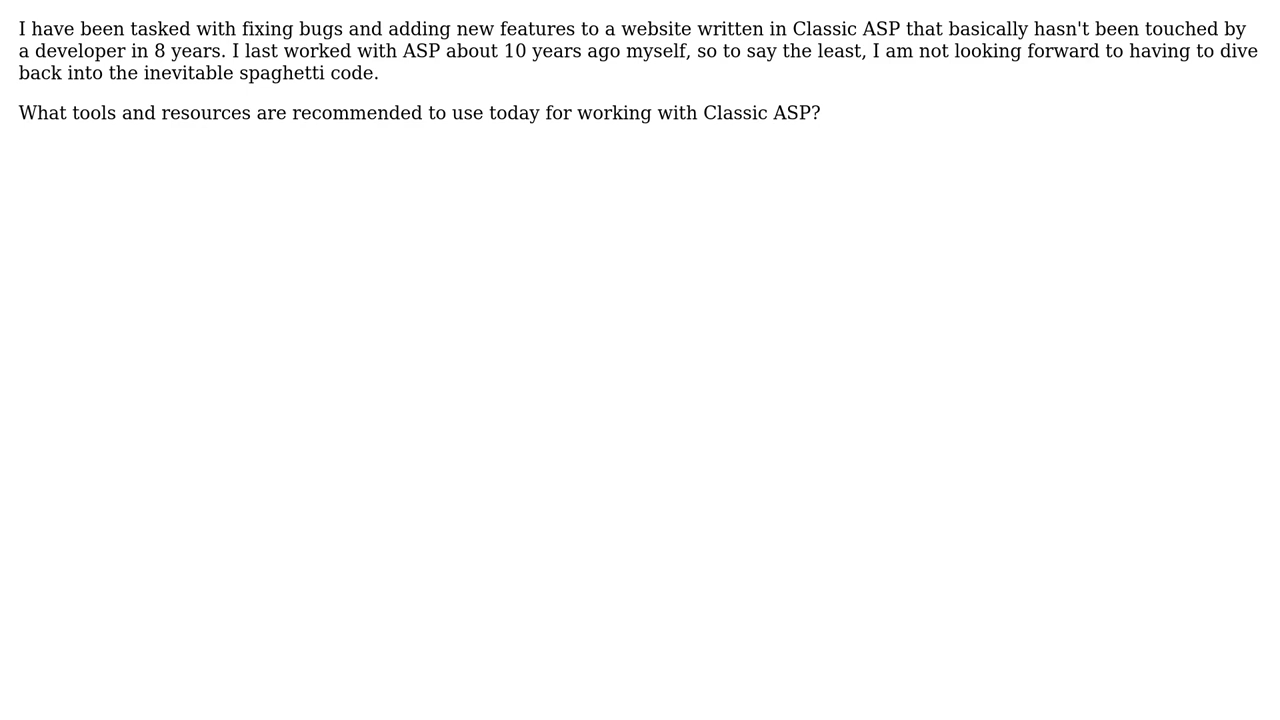 I have been tasked with fixing bugs and adding new features to a website written in Classic ASP that basically hasn't been touched by
a developer in 8 years. I last worked with ASP about 10 years ago myself, so to say the least, I am not looking forward to having to dive
back into the inevitable spaghetti code.
What tools and resources are recommended to use today for working with Classic ASP?